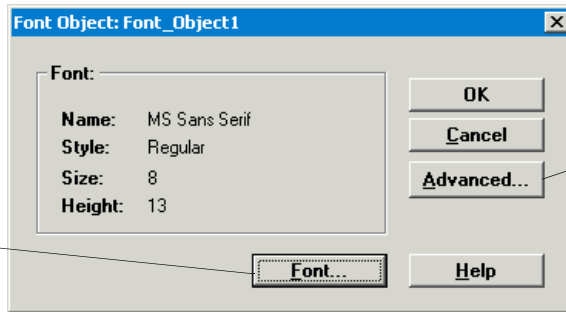 Font Object: Font_Object1
Font:
Name: MS Sans Serif
Style: Regular
Size: 8
Height: 13
OK
Cancel
Advanced...
Font...
Help